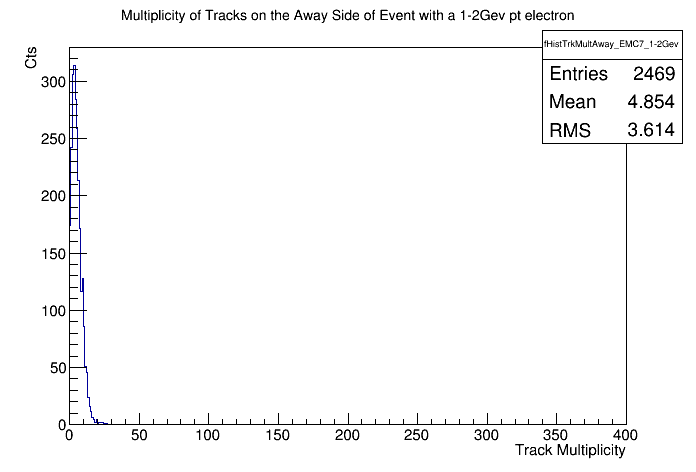 Multiplicity of Tracks on the Away Side of Event with a 1-2Gev pt electron
Cts
fHistTrkMultAway_EMC7_1-2Gev
Entries 2469
Mean 4.854
RMS 3.614
300
250
200
150
100
50
0
0 50 100 150 200 250 300 350 400
Track Multiplicity